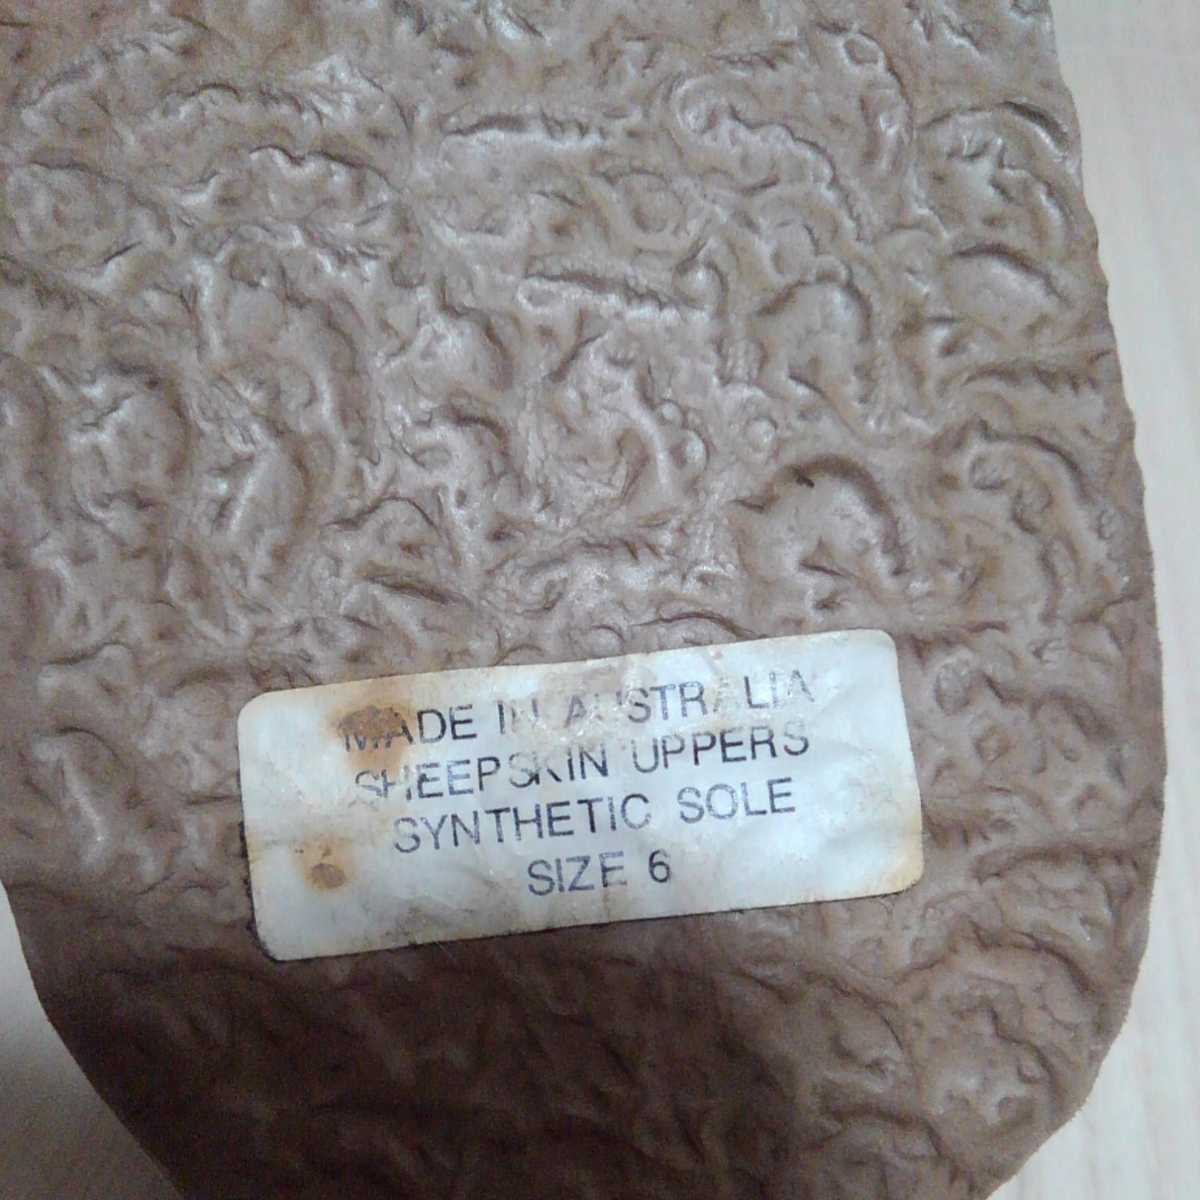 MADE IN AUSTRALIA
SHEEPSKIN UPPERS
SYNTHETIC SOLE
SIZE 6